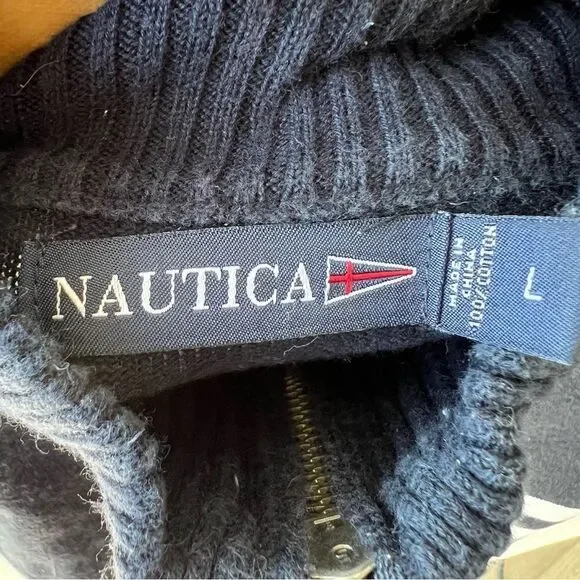 NAUTICA
MADE IN
CHINA
100% COTTON
L